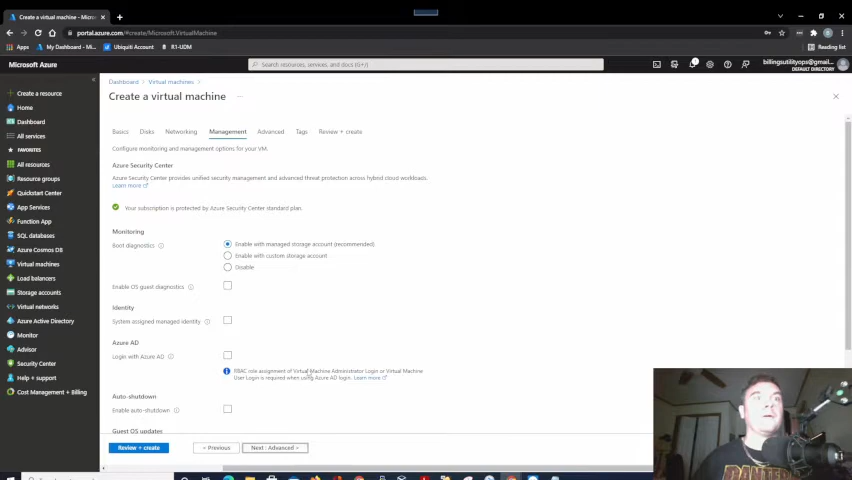 Create a virtual machine - Micros
portal.azure.com/#create/Microsoft.VirtualMachine
Apps
My Dashboard - Mi...
Ubiquiti Account
R1-UDM
Reading list
Microsoft Azure
Search resources, services, and docs (G+/)
billingsutilityops@gmail....
DEFAULT DIRECTORY
Create a resource
Home
Dashboard
All services
FAVORITES
All resources
Resource groups
Quickstart Center
App Services
Function App
SQL databases
Azure Cosmos DB
Virtual machines
Load balancers
Storage accounts
Virtual networks
Azure Active Directory
Monitor
Advisor
Security Center
Help + support
Cost Management + Billing
Dashboard > Virtual machines >
Create a virtual machine ...
Basics Disks Networking Management Advanced Tags Review + create
Configure monitoring and management options for your VM.
Azure Security Center
Azure Security Center provides unified security management and advanced threat protection across hybrid cloud workloads.
Learn more
Your subscription is protected by Azure Security Center standard plan.
Monitoring
Boot diagnostics
Enable with managed storage account (recommended)
Enable with custom storage account
Disable
Enable OS guest diagnostics
Identity
System assigned managed identity
Azure AD
Login with Azure AD
RBAC role assignment of Virtual Machine Administrator Login or Virtual Machine
User Login is required when using Azure AD login. Learn more
Auto-shutdown
Enable auto-shutdown
Guest OS updates
Review + create
< Previous
Next : Advanced >